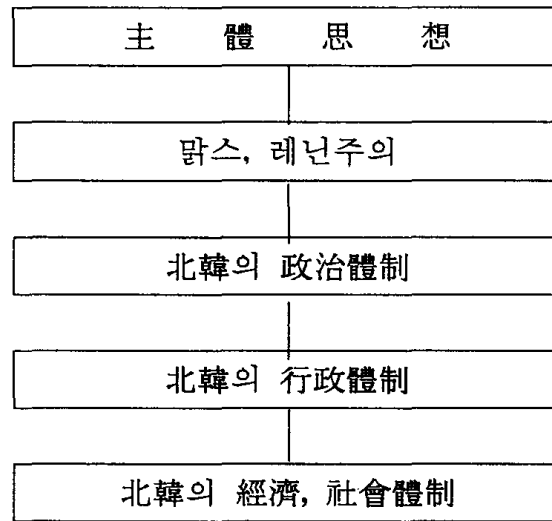 主 體 思 想
맑스, 레닌주의
北韓의 政治體制
北韓의 行政體制
北韓의 經濟, 社會體制